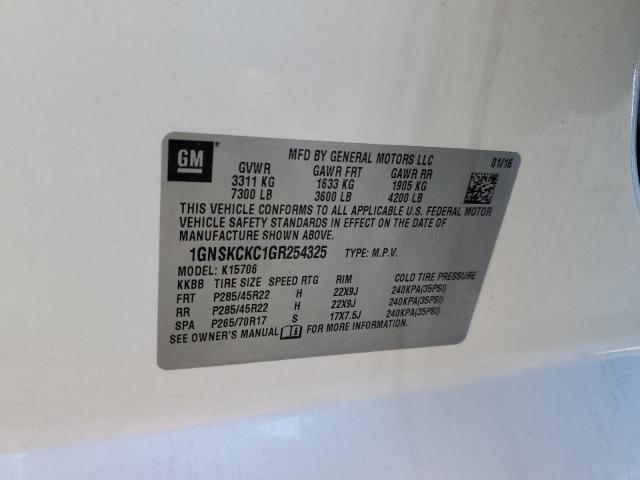 GM ® MFD BY GENERAL MOTORS LLC 01/16
GVWR GAWR FRT GAWR RR
3311 KG 1633 KG 1905 KG
7300 LB 3600 LB 4200 LB
THIS VEHICLE CONFORMS TO ALL APPLICABLE U.S. FEDERAL MOTOR
VEHICLE SAFETY STANDARDS IN EFFECT ON THE DATE OF
MANUFACTURE SHOWN ABOVE.
1GNSKCKC1GR254325 TYPE: M.P.V.
MODEL: K15706
KKBB TIRE SIZE SPEED RTG RIM COLD TIRE PRESSURE
FRT P285/45R22 H 22X9J 240KPA(35PSI)
RR P285/45R22 H 22X9J 240KPA(35PSI)
SPA P265/70R17 S 17X7.5J 240KPA(35PSI)
SEE OWNER'S MANUAL FOR MORE INFORMATION.